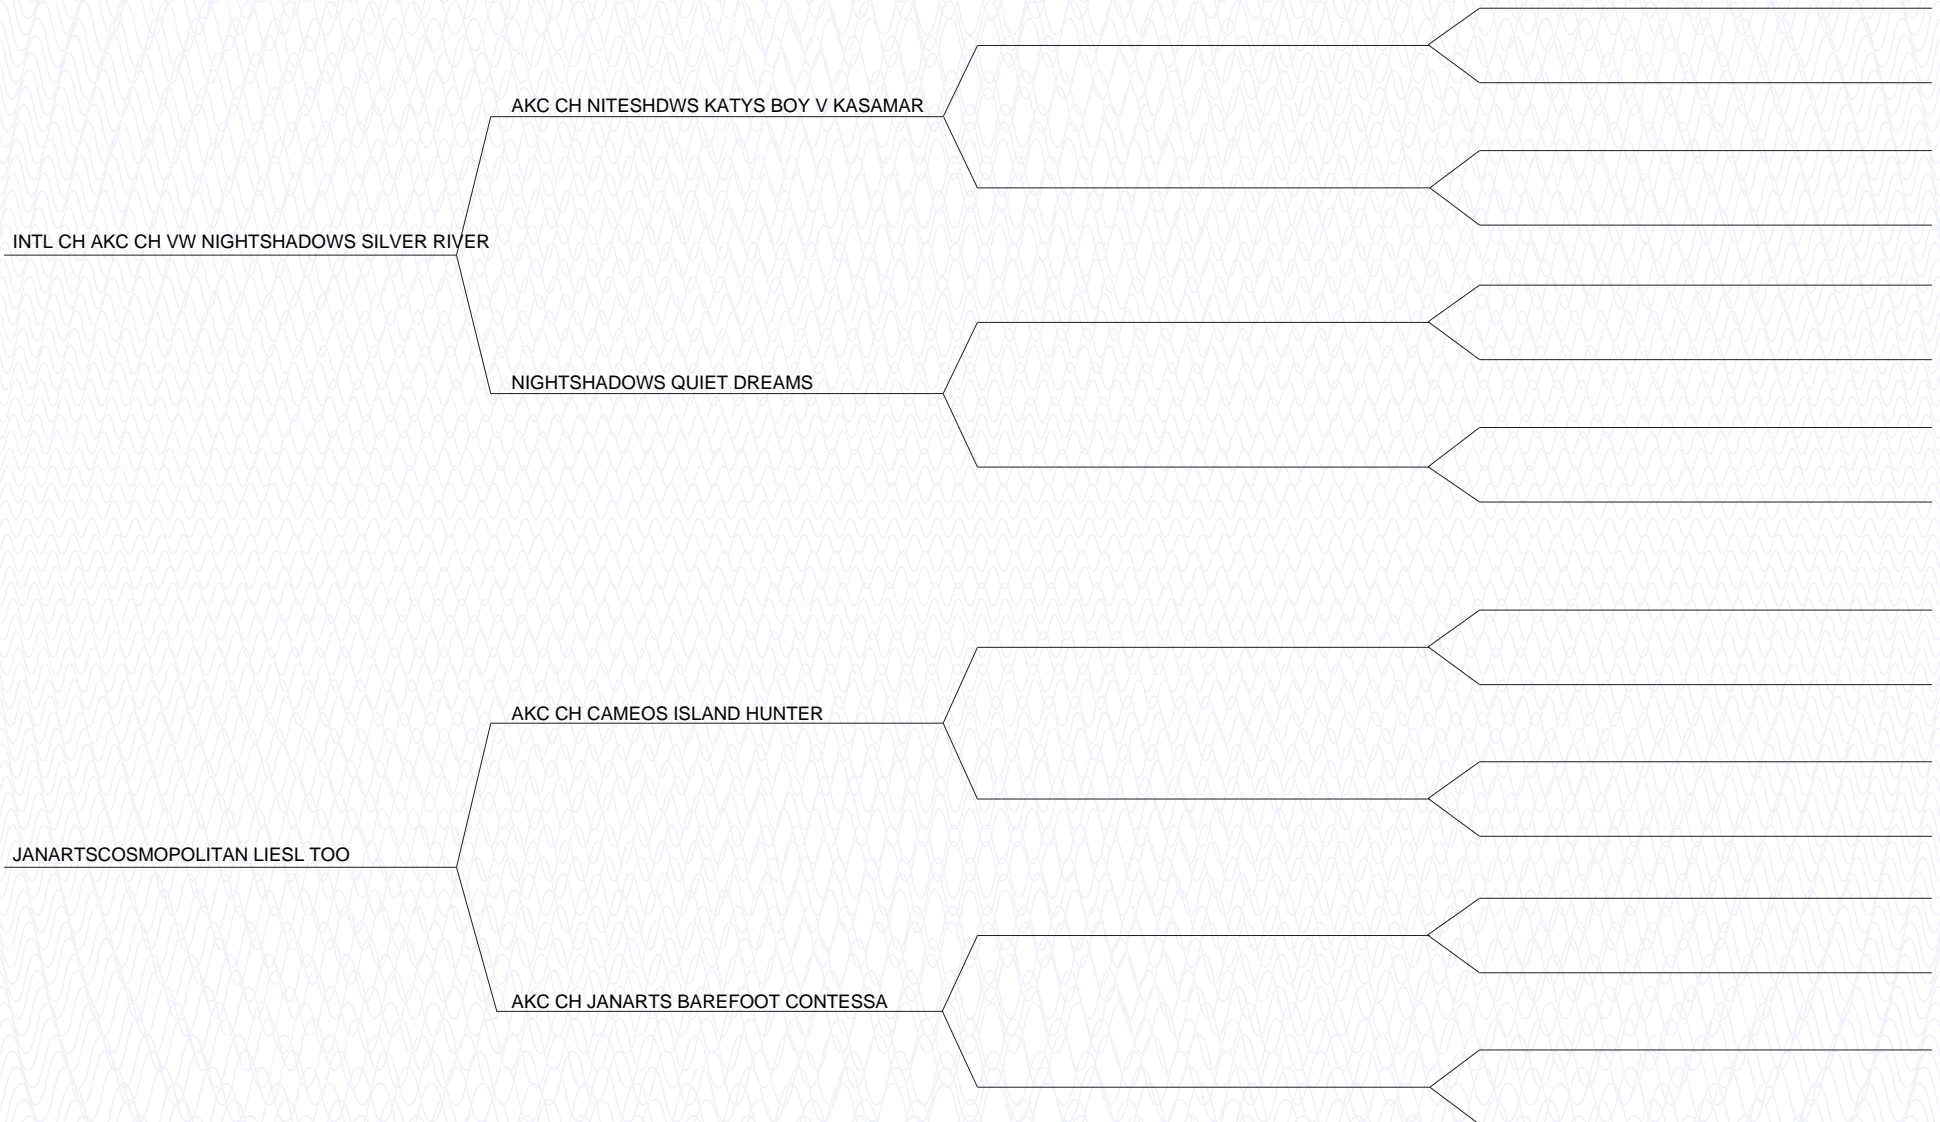 AKC CH NITESHDWS KATYS BOY V KASAMAR
INTL CH AKC CH VW NIGHTSHADOWS SILVER RIVER
NIGHTSHADOWS QUIET DREAMS
AKC CH CAMEOS ISLAND HUNTER
JANARTSCOSMOPOLITAN LIESL TOO
AKC CH JANARTS BAREFOOT CONTESSA